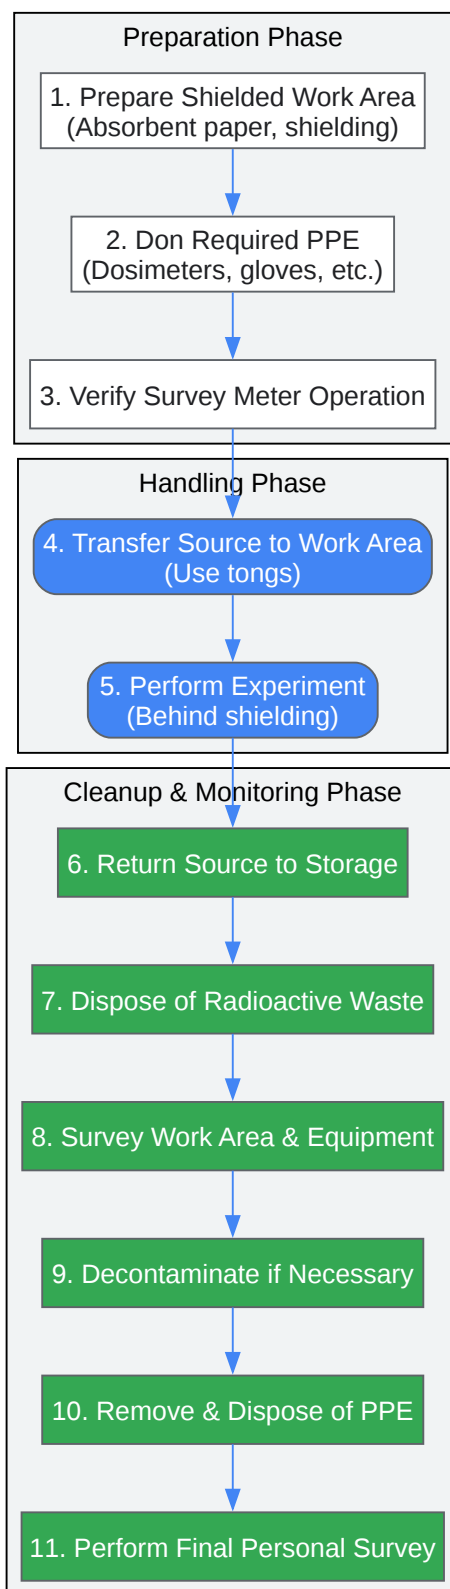 Preparation Phase
1. Prepare Shielded Work Area
(Absorbent paper, shielding)
2. Don Required PPE
(Dosimeters, gloves, etc.)
3. Verify Survey Meter Operation
Handling Phase
4. Transfer Source to Work Area
(Use tongs)
5. Perform Experiment
(Behind shielding)
Cleanup & Monitoring Phase
6. Return Source to Storage
7. Dispose of Radioactive Waste
8. Survey Work Area & Equipment
9. Decontaminate if Necessary
10. Remove & Dispose of PPE
11. Perform Final Personal Survey